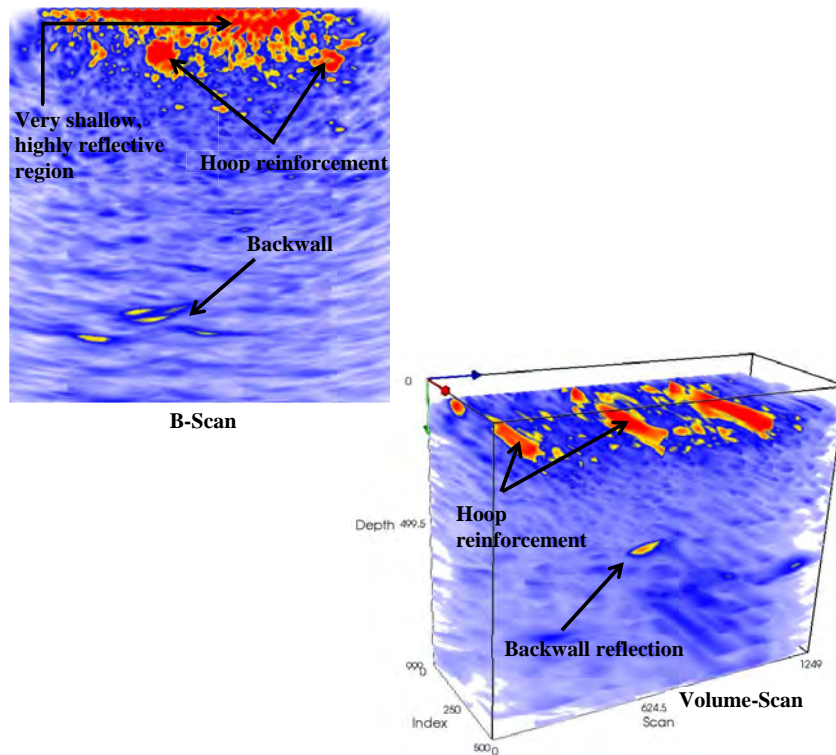 Very shallow,
highly reflective
region
Hoop reinforcement
Backwall
B-Scan
0
Depth
499.5
Hoop
reinforcement
Backwall reflection
999
0
250
Index
500
0
624.5
Scan
1249
Volume-Scan